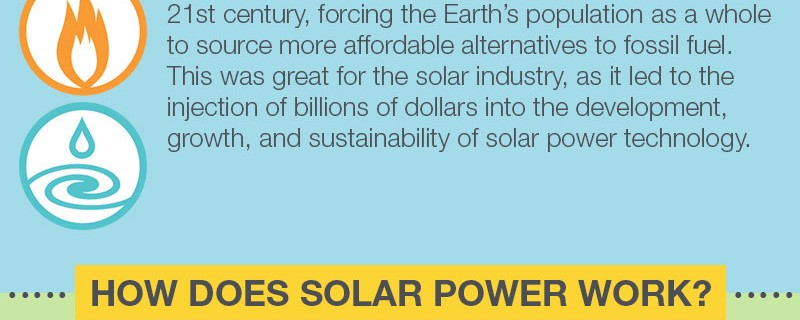 21st century, forcing the Earth's population as a whole
to source more affordable alternatives to fossil fuel.
This was great for the solar industry, as it led to the
injection of billions of dollars into the development,
growth, and sustainability of solar power technology.
HOW DOES SOLAR POWER WORK?